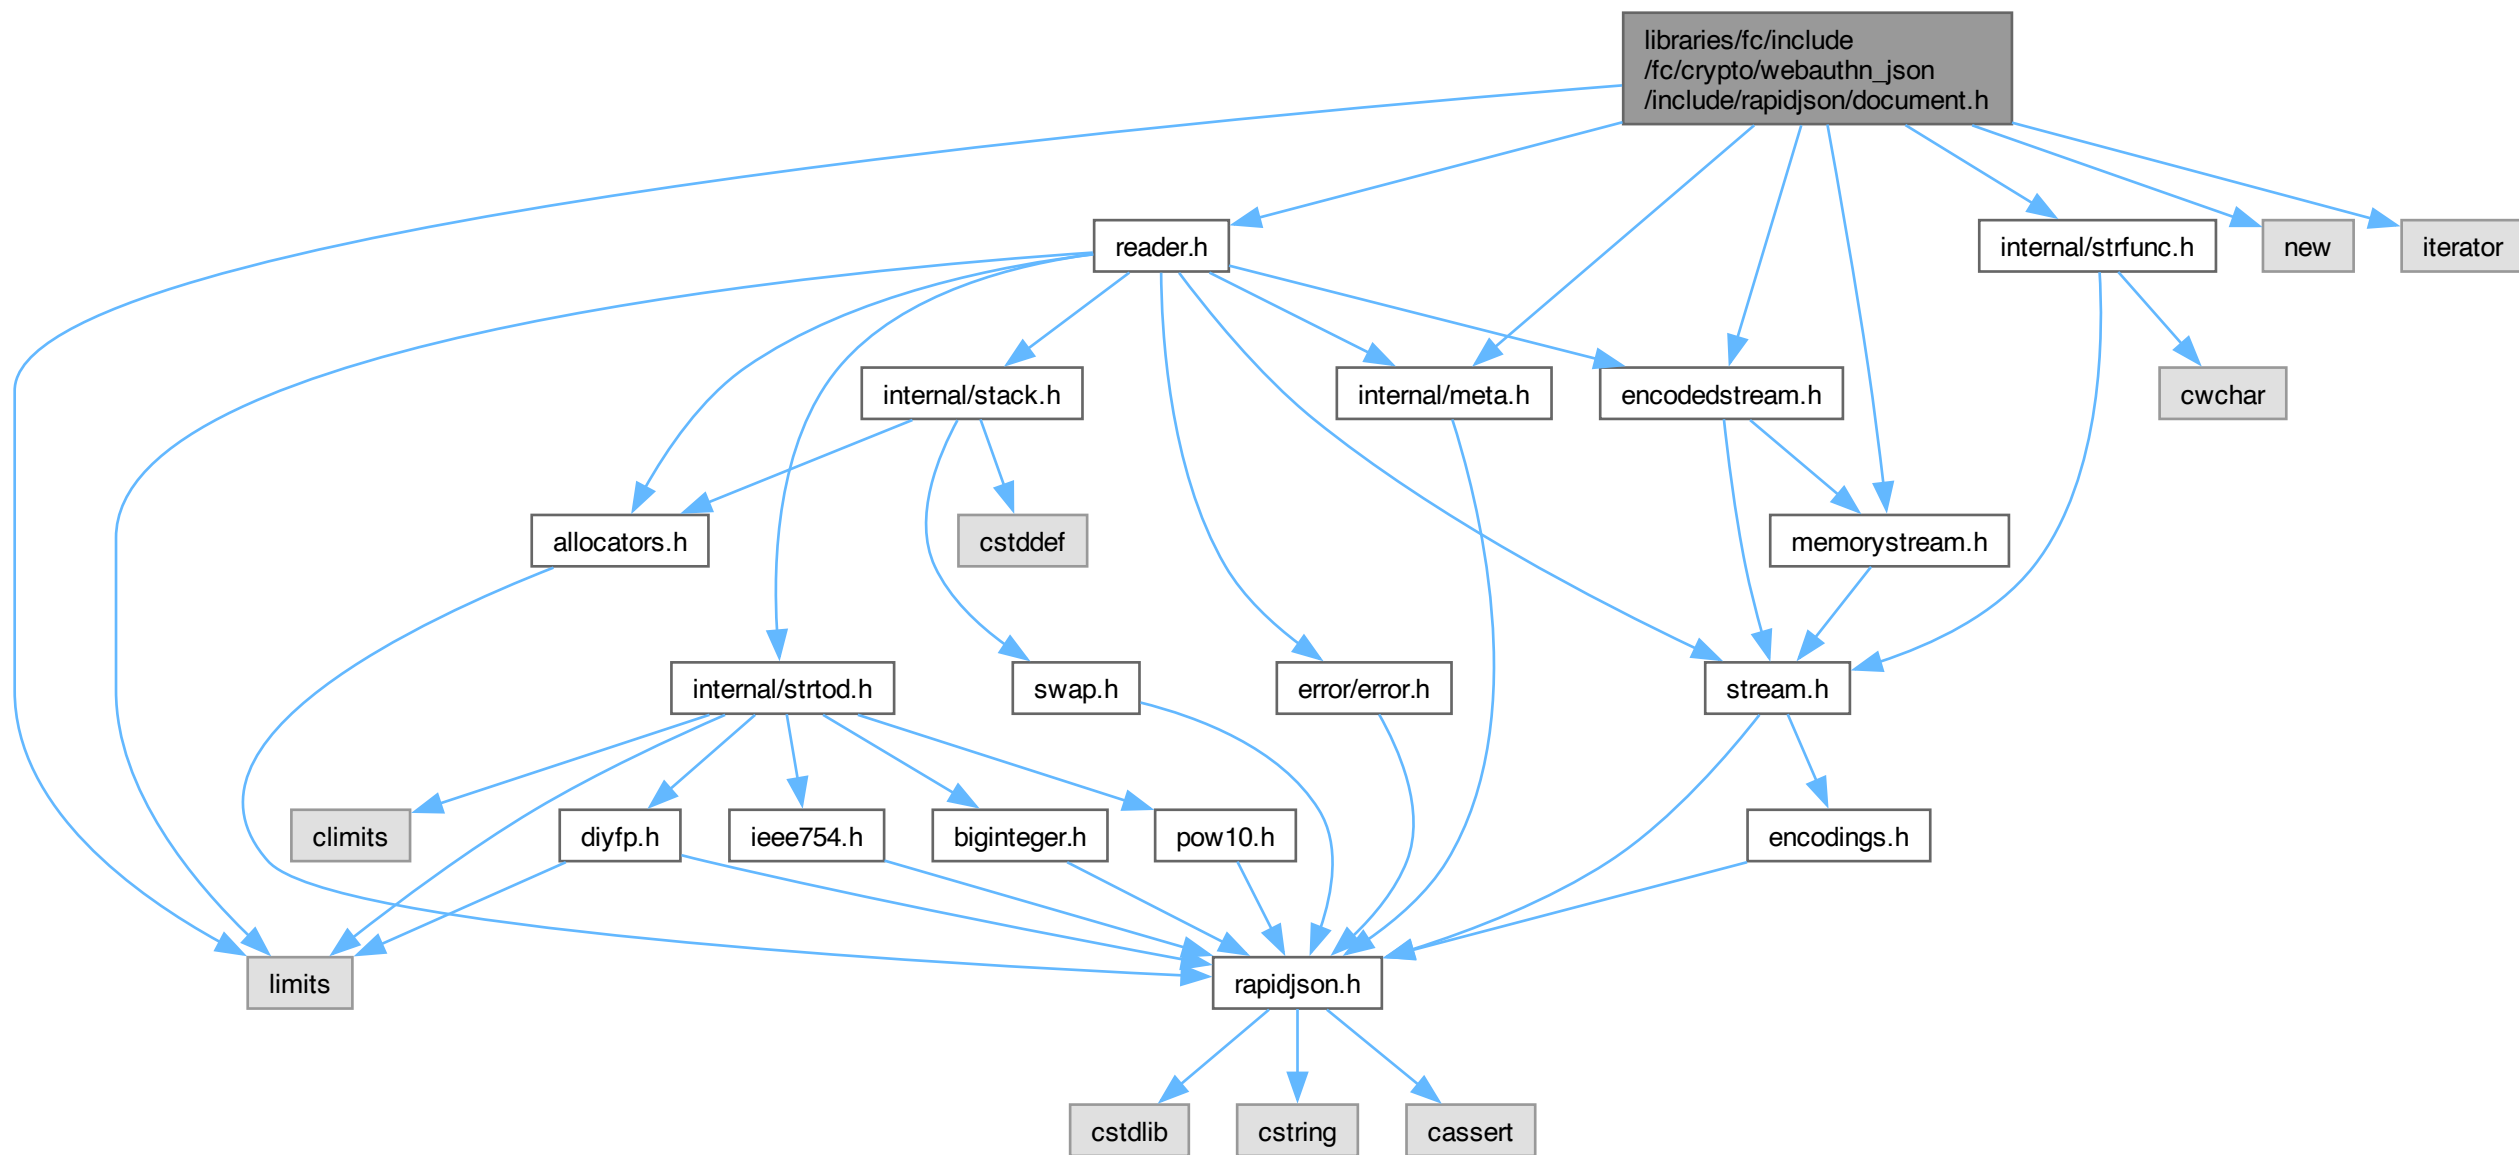 libraries/fc/include
/fc/crypto/webauthn_json
/include/rapidjson/document.h
reader.h
internal/strfunc.h
new
iterator
internal/stack.h
internal/meta.h
encodedstream.h
cwchar
allocators.h
cstddef
memorystream.h
internal/strtod.h
swap.h
error/error.h
stream.h
climits
diyfp.h
ieee754.h
biginteger.h
pow10.h
encodings.h
limits
rapidjson.h
cstdlib
cstring
cassert